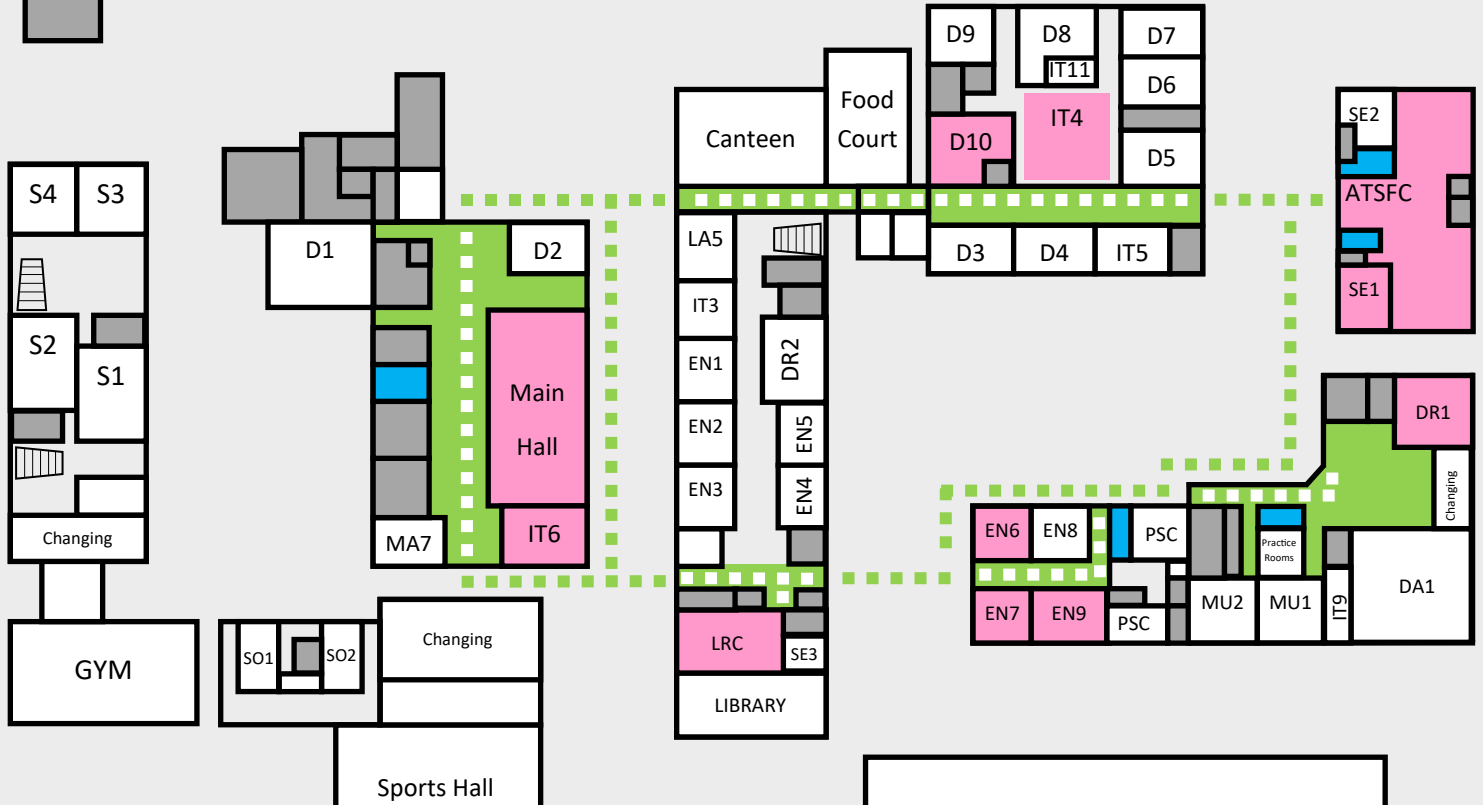 D9
D8
D7
IT11
D6
Food
Court
Canteen
IT4
D10
D5
SE2
ATSFC
S4
S3
D1
D2
LA5
D3
D4
IT5
SE1
IT3
S2
S1
EN1
DR2
Main
Hall
DR1
EN2
EN5
EN3
EN4
Changing
Changing
MA7
IT6
EN6
EN8
PSC
Practice
Rooms
EN7
EN9
PSC
MU2
MU1
IT9
DA1
GYM
SO1
SO2
Changing
LRC
SE3
LIBRARY
Sports Hall